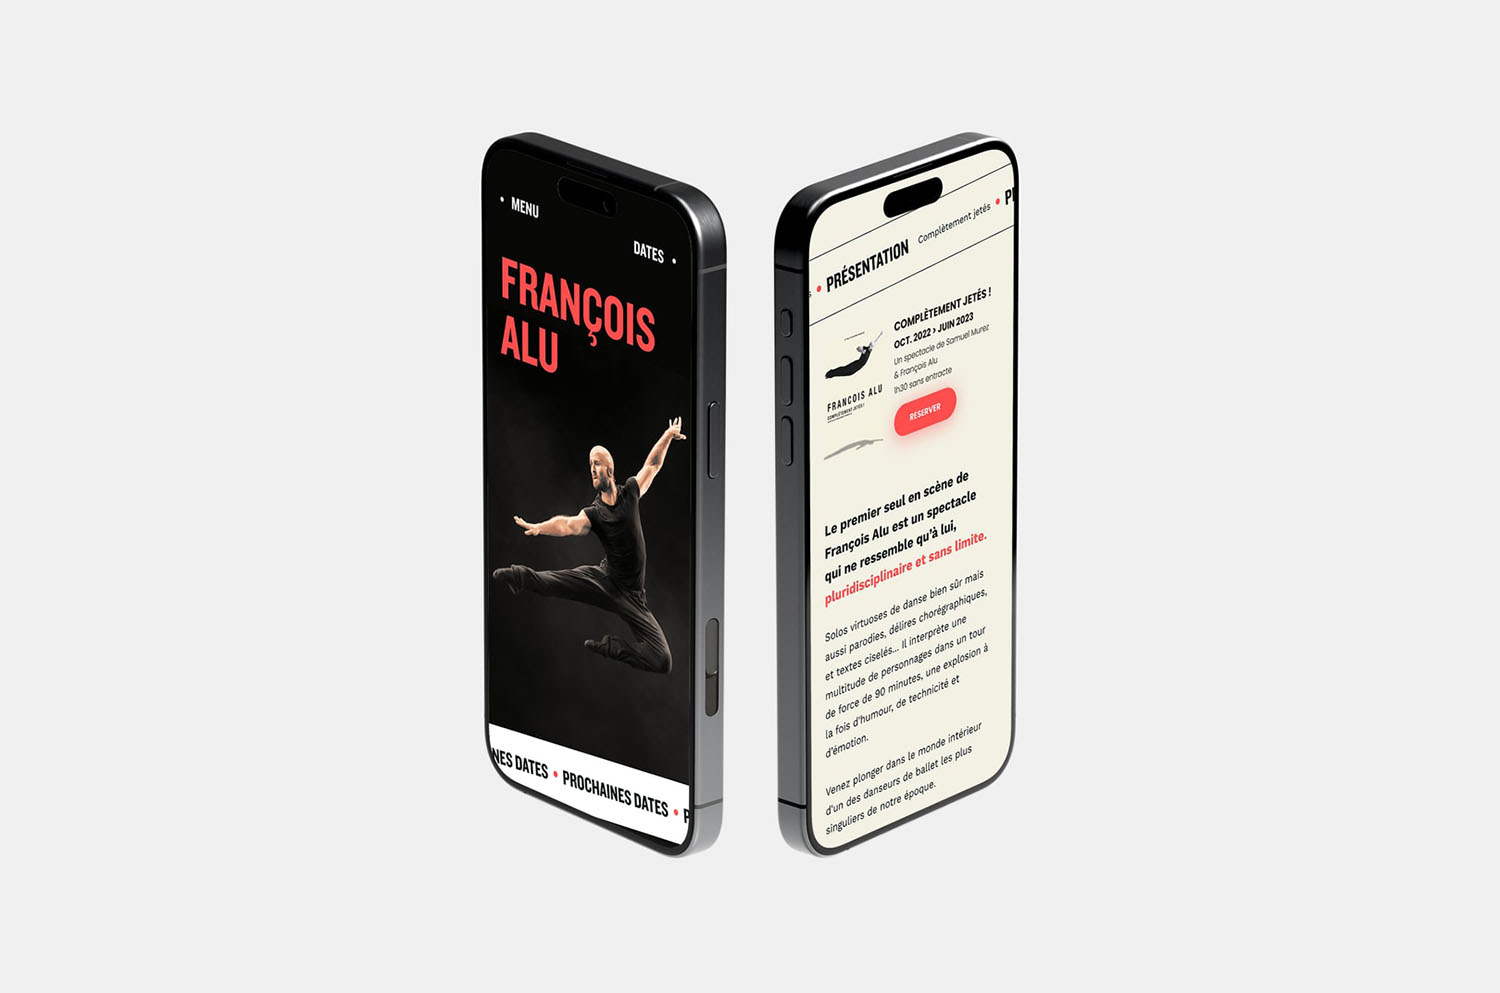 • MENU
DATES •
FRANÇOIS
ALU
NES DATES • PROCHAINES DATES • P
• PRÉSENTATION Complètement jetés • PR
COMPLÈTEMENT JETÉS !
OCT. 2022 > JUIN 2023
Un spectacle de Samuel Murez
& François Alu
1h30 sans entracte
RESERVER
FRANCOIS ALU
COMPLÈTEMENT JETÉS !
Le premier seul en scène de
François Alu est un spectacle
qui ne ressemble qu'à lui,
pluridisciplinaire et sans limite.
Solos virtuoses de danse bien sûr mais
aussi parodies, délires chorégraphiques,
et textes ciselés... Il interprète une
multitude de personnages dans un tour
de force de 90 minutes, une explosion à
la fois d'humour, de technicité et
d'émotion.
Venez plonger dans le monde intérieur
d'un des danseurs de ballet les plus
singuliers de notre époque.